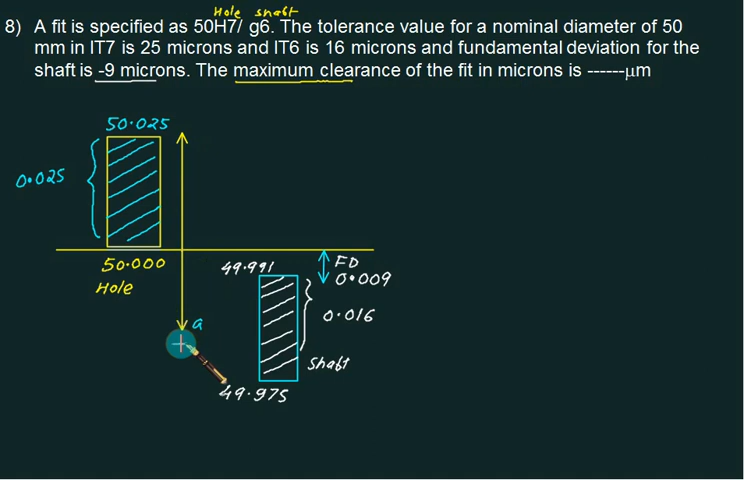 Hole shaft
8) A fit is specified as 50H7/ g6. The tolerance value for a nominal diameter of 50
mm in IT7 is 25 microns and IT6 is 16 microns and fundamental deviation for the
shaft is -9 microns. The maximum clearance of the fit in microns is ------μm
50.025
0.025
50.000
Hole
49.991
FD
0.009
0.016
a
shaft
49.975